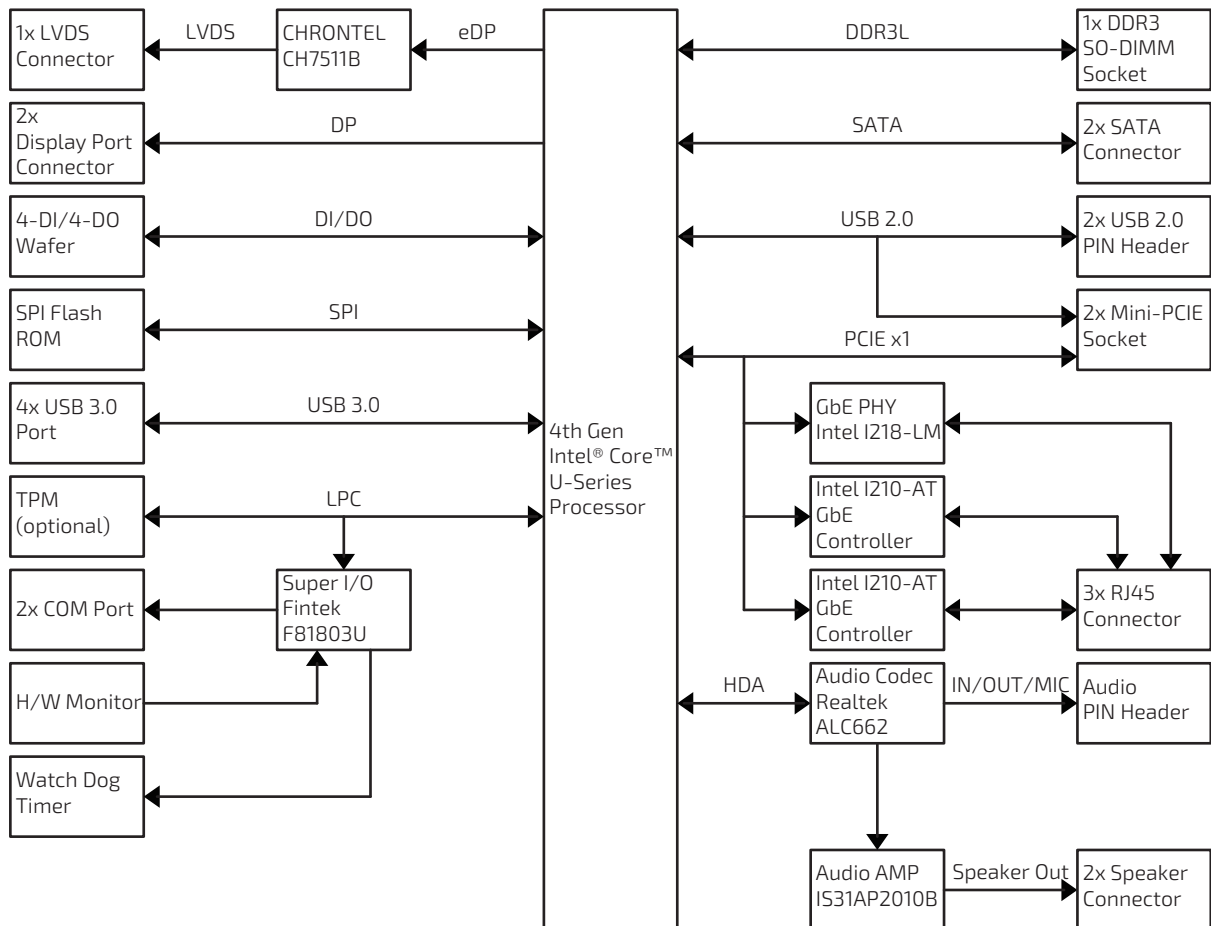 1x LVDS
Connector
LVDS
CHRONTEL
CH7511B
eDP
DDR3L
1x DDR3
SO-DIMM
Socket
2x
Display Port
Connector
DP
SATA
2x SATA
Connector
4-DI/4-DO
Wafer
DI/DO
USB 2.0
2x USB 2.0
PIN Header
SPI Flash
ROM
SPI
2x Mini-PCIE
Socket
PCIE x1
4x USB 3.0
Port
USB 3.0
4th Gen
Intel® Core™
U-Series
Processor
GbE PHY
Intel I218-LM
TPM
(optional)
LPC
Intel I210-AT
GbE
Controller
2x COM Port
Super I/O
Fintek
F81803U
Intel I210-AT
GbE
Controller
3x RJ45
Connector
H/W Monitor
HDA
Audio Codec
Realtek
ALC662
IN/OUT/MIC
Audio
PIN Header
Watch Dog
Timer
Audio AMP
IS31AP2010B
Speaker Out
2x Speaker
Connector